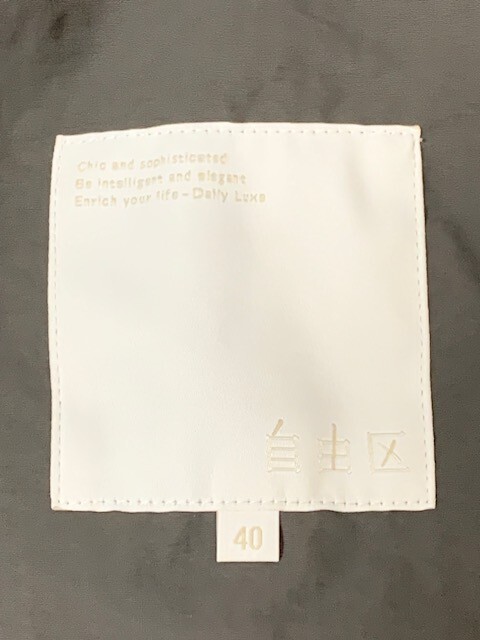 Chic and sophisticated
Be intelligent and elegant
Enrich your life – Daily Luxe
自主区
40